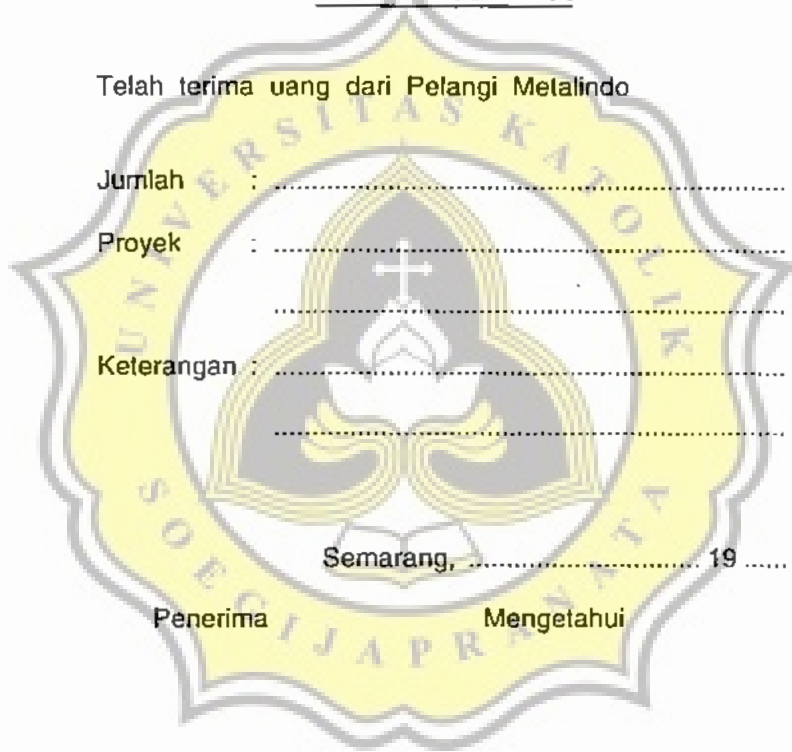 Telah terima uang dari Pelangi Metalindo
Jumlah : ........................................
Proyek : ........................................
........................................
Keterangan : ........................................
........................................
Semarang, .................... 19 .....
Penerima Mengetahui
UNIVERSITAS KATOLIK
SOEGIJAPRANATA